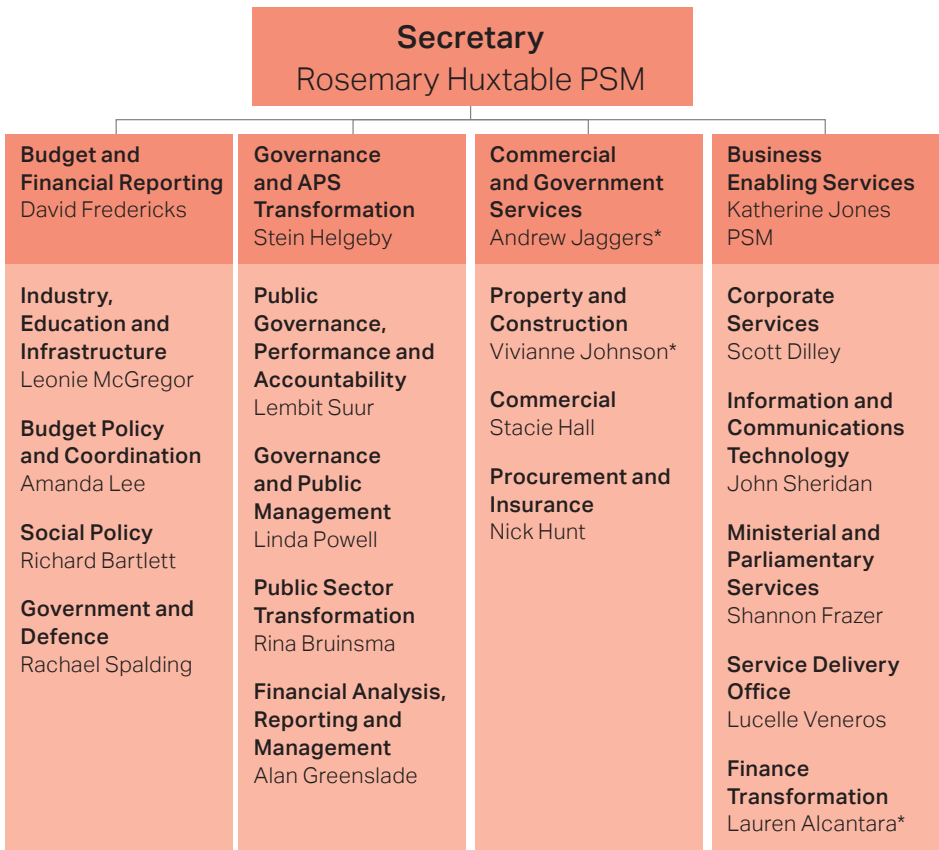 Secretary
Rosemary Huxtable PSM
Budget and
Financial Reporting
David Fredericks
Industry,
Education and
Infrastructure
Leonie McGregor
Budget Policy
and Coordination
Amanda Lee
Social Policy
Richard Bartlett
Government and
Defence
Rachael Spalding
Governance
and APS
Transformation
Stein Helgeby
Public
Governance,
Performance and
Accountability
Lembit Suur
Governance
and Public
Management
Linda Powell
Public Sector
Transformation
Rina Bruinsma
Financial Analysis,
Reporting and
Management
Alan Greenslade
Commercial
and Government
Services
Andrew Jaggers*
Property and
Construction
Vivianne Johnson*
Commercial
Stacie Hall
Procurement and
Insurance
Nick Hunt
Business
Enabling Services
Katherine Jones
PSM
Corporate
Services
Scott Dilley
Information and
Communications
Technology
John Sheridan
Ministerial and
Parliamentary
Services
Shannon Frazer
Service Delivery
Office
Lucelle Veneros
Finance
Transformation
Lauren Alcantara*